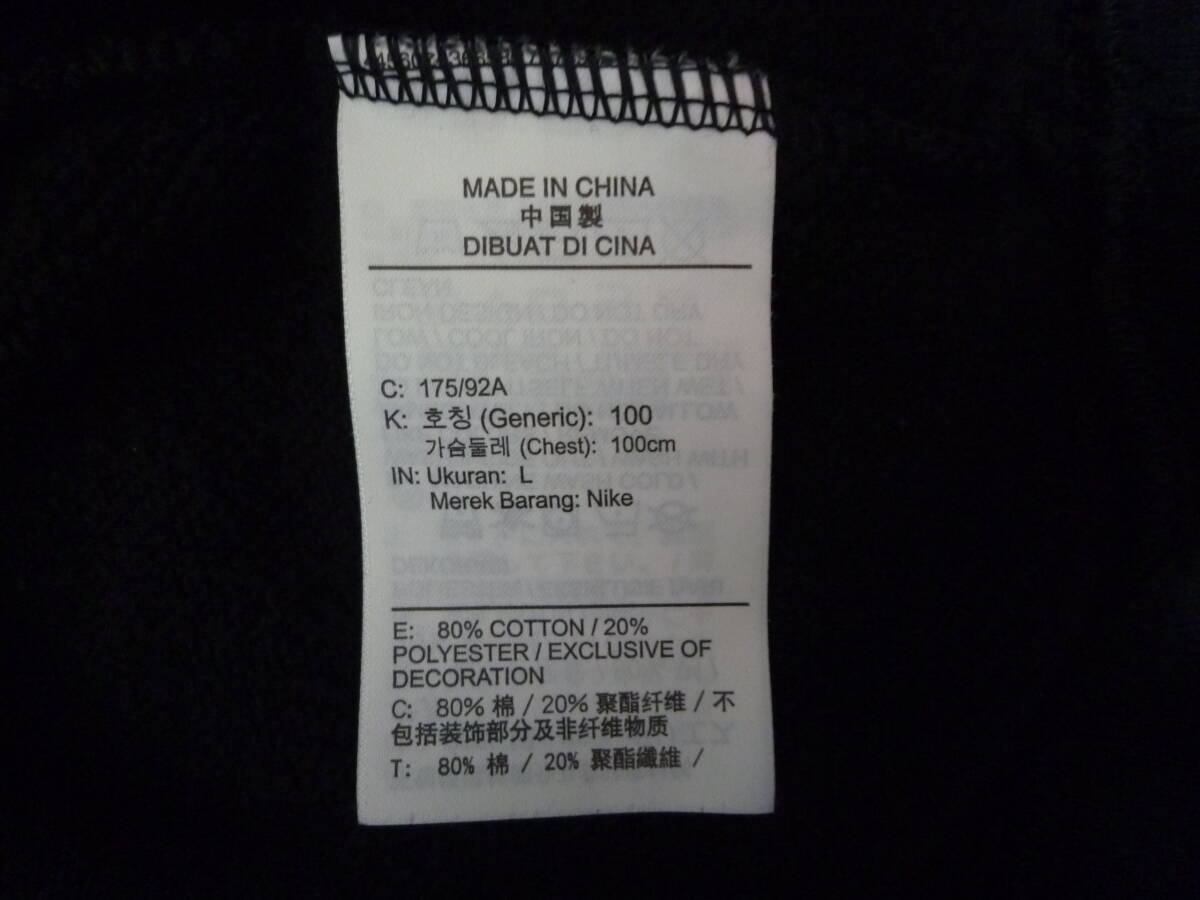 MADE IN CHINA
中国製
DIBUAT DI CINA
C: 175/92A
K: 호칭 (Generic): 100
가슴둘레 (Chest): 100cm
IN: Ukuran: L
Merek Barang: Nike
E: 80% COTTON / 20%
POLYESTER / EXCLUSIVE OF
DECORATION
C: 80% 棉 / 20% 聚酯纤维 / 不
包括装饰部分及非纤维物质
T: 80% 棉 / 20% 聚酯纖維 /